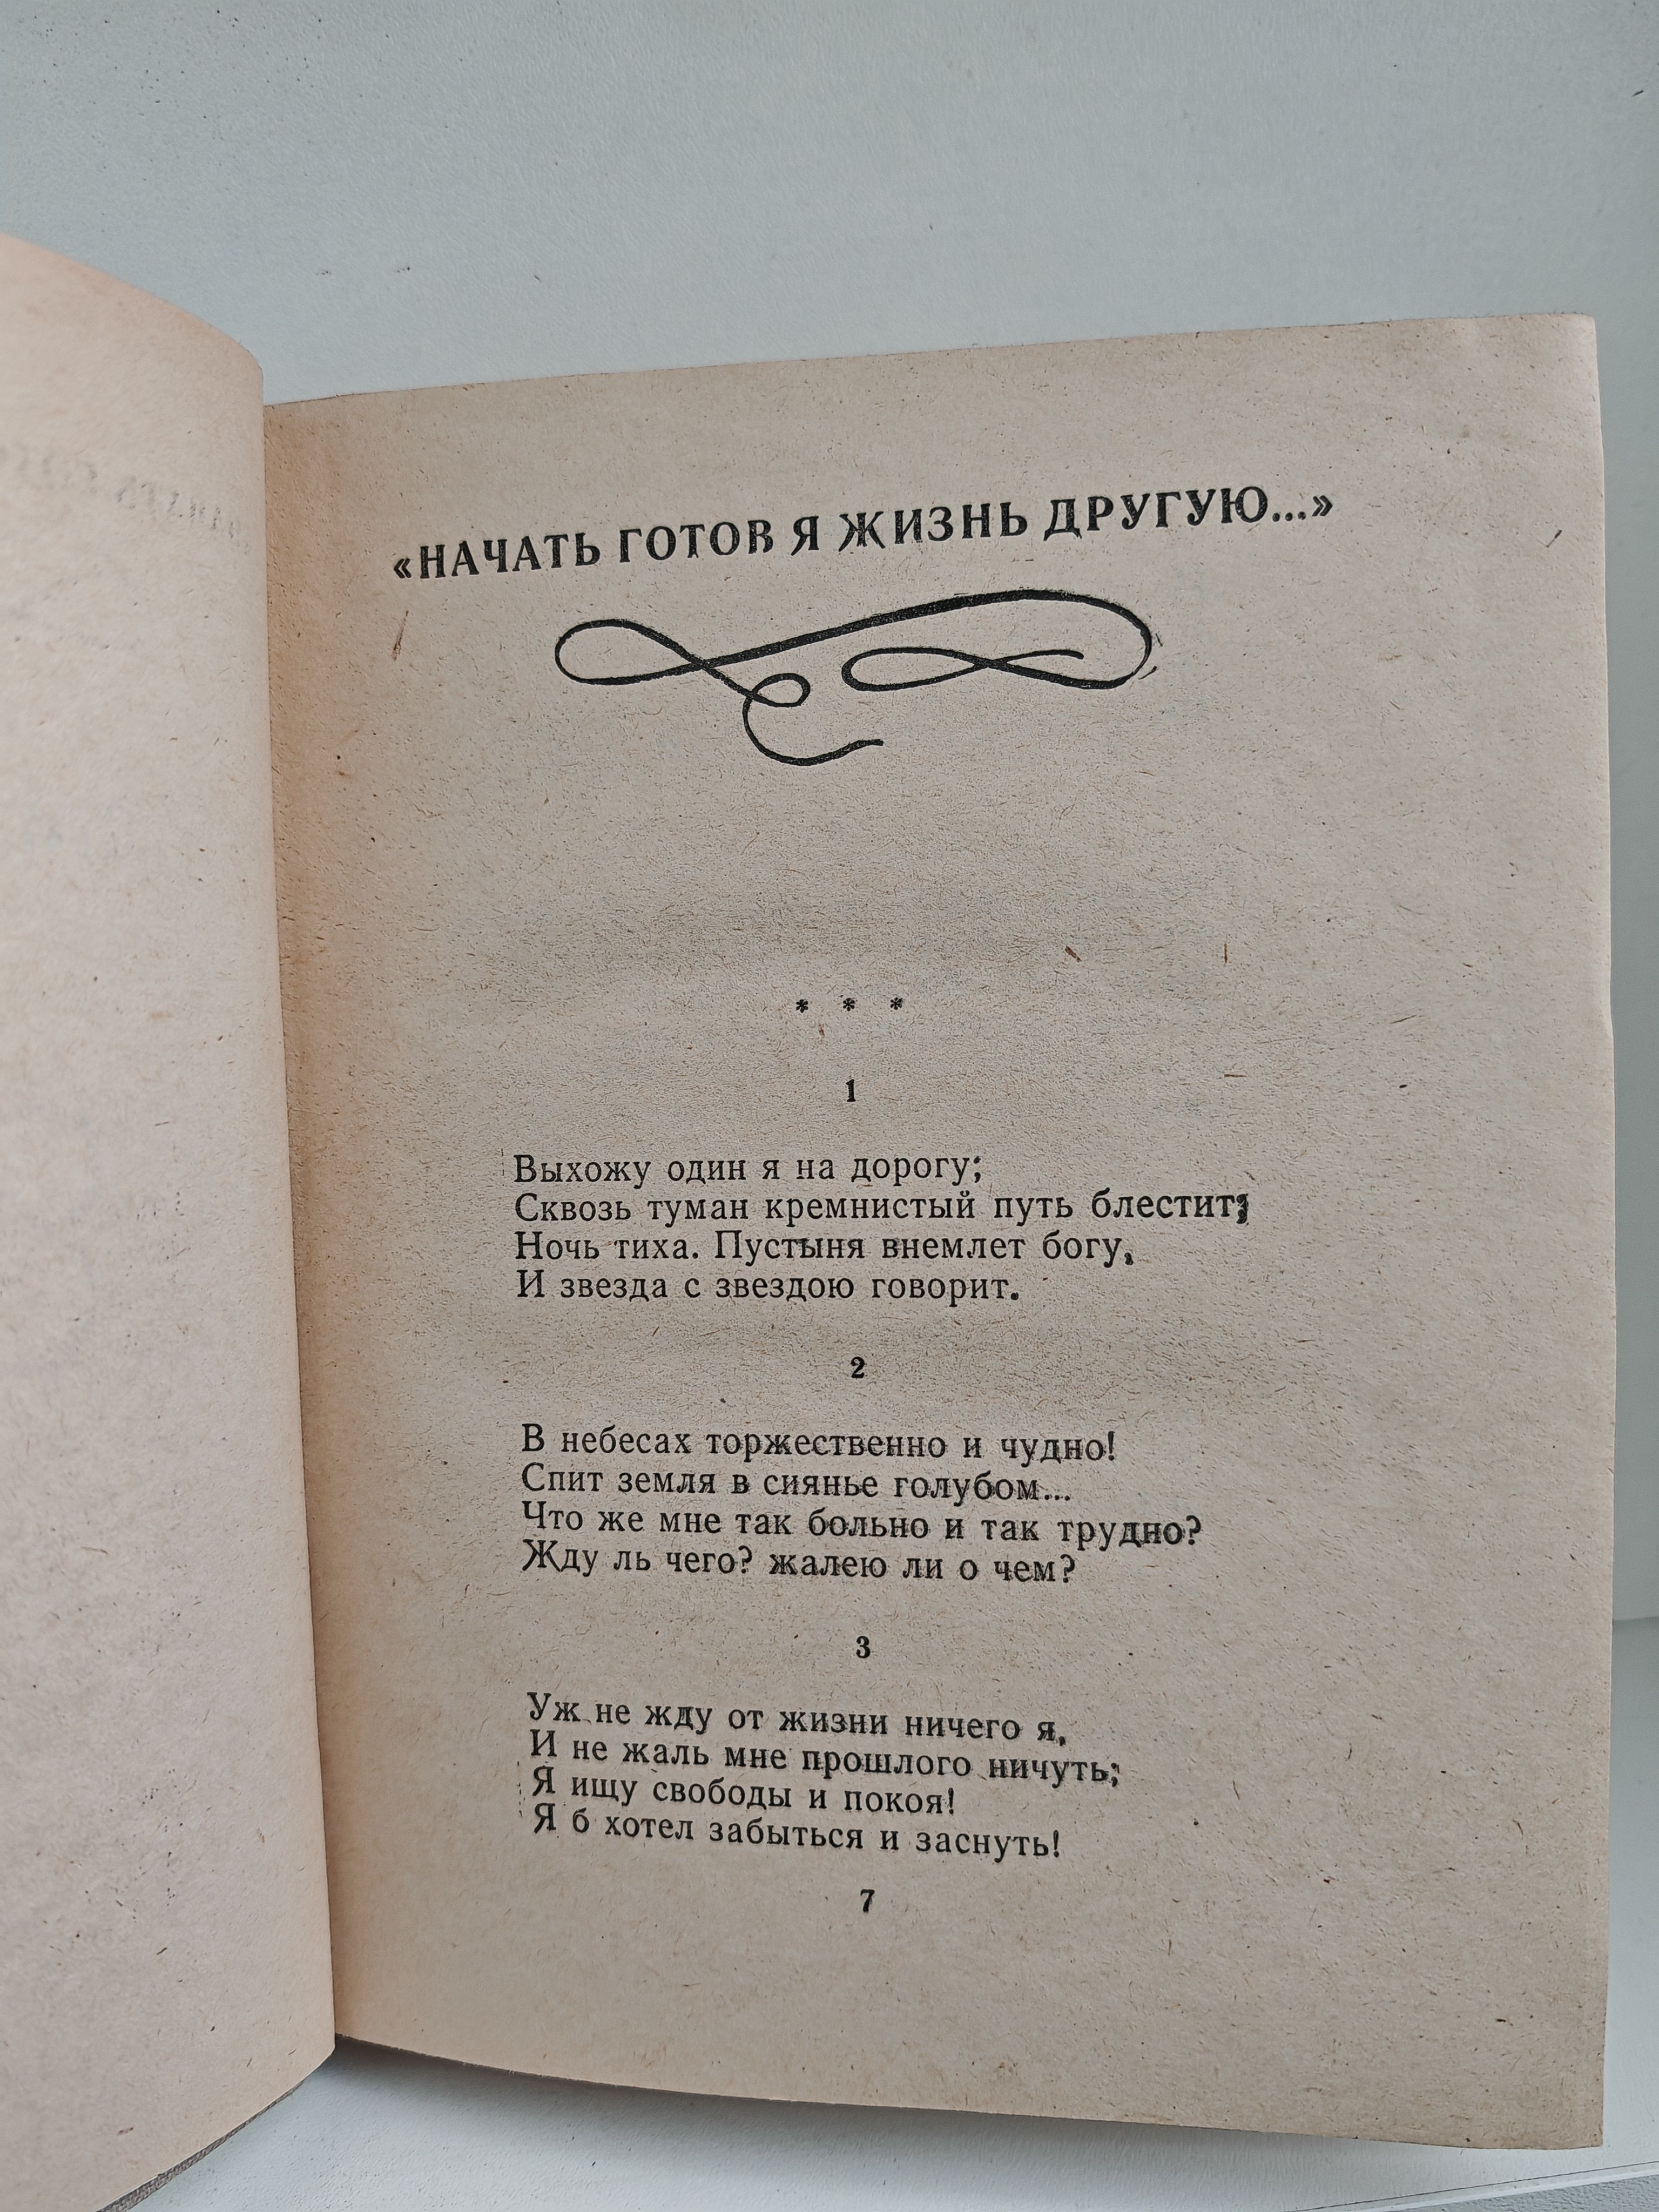 «НАЧАТЬ ГОТОВ Я ЖИЗНЬ ДРУГУЮ...»
* * *
1
Выхожу один я на дорогу;
Сквозь туман кремнистый путь блестит;
Ночь тиха. Пустыня внемлет богу,
И звезда с звездою говорит.
2
В небесах торжественно и чудно!
Спит земля в сиянье голубом...
Что же мне так больно и так трудно?
Жду ль чего? жалею ли о чем?
3
Уж не жду от жизни ничего я,
И не жаль мне прошлого ничуть;
Я ищу свободы и покоя!
Я б хотел забыться и заснуть!
7